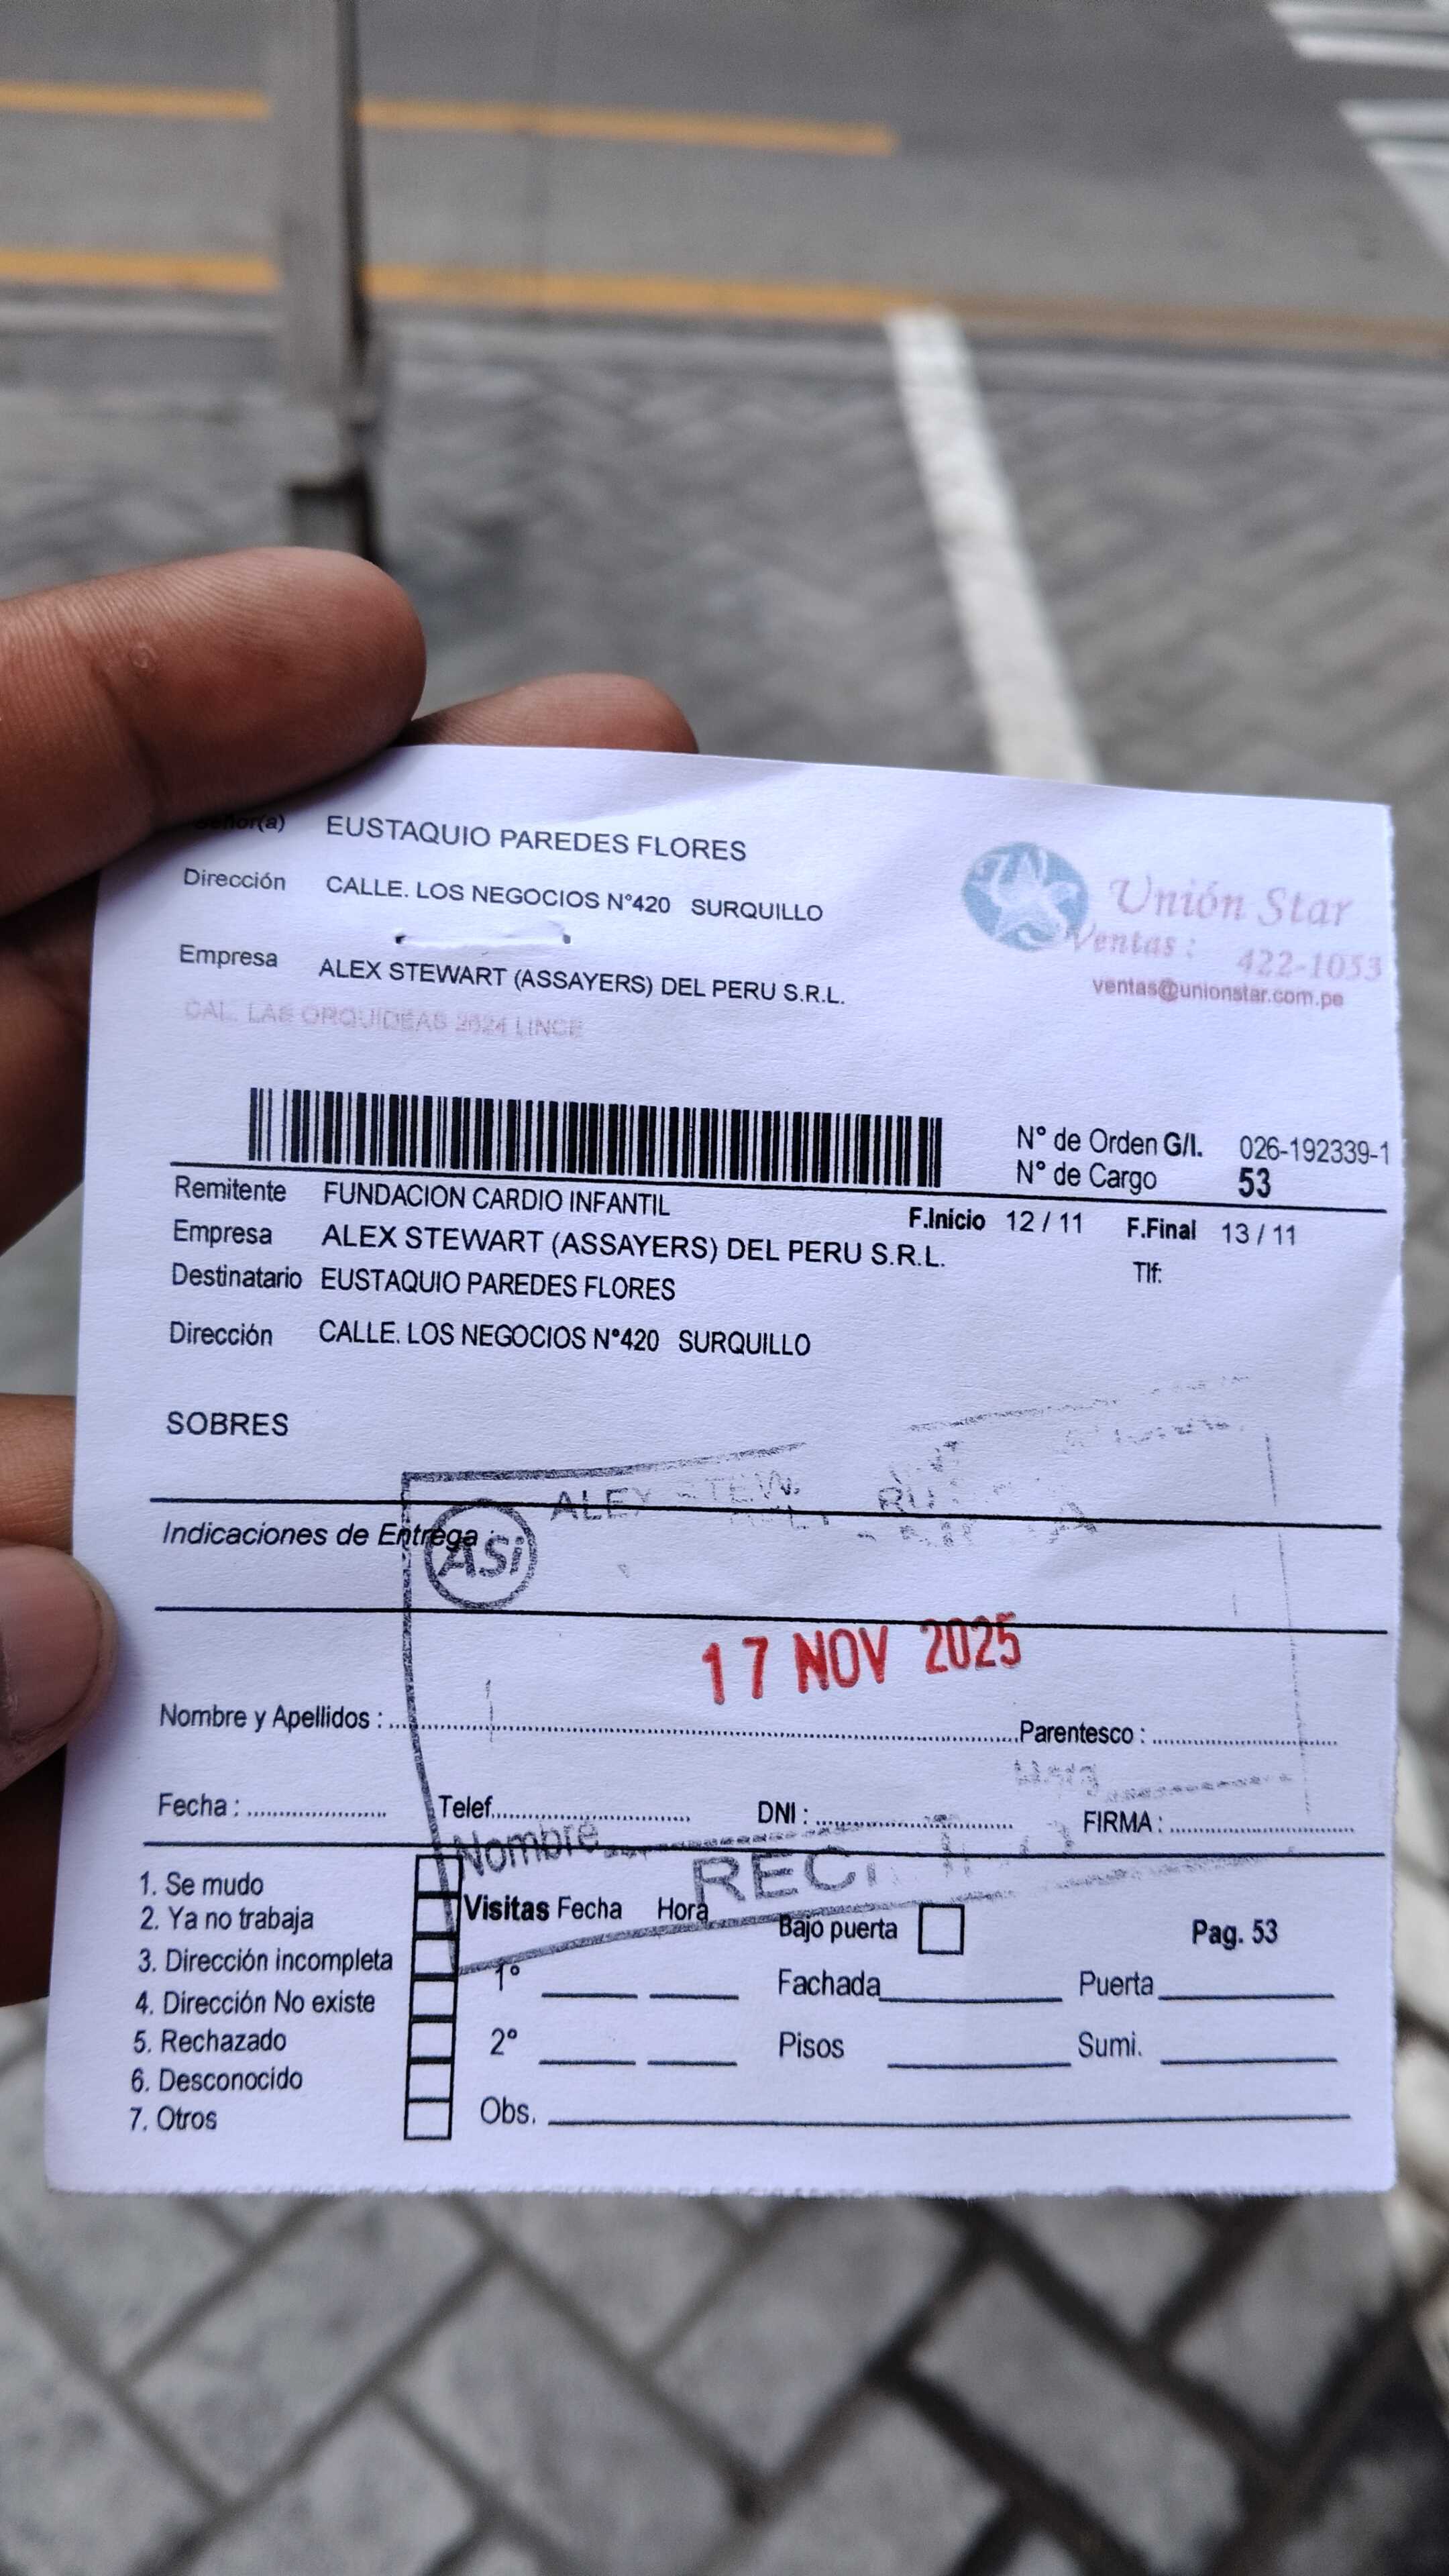 Señor(a) EUSTAQUIO PAREDES FLORES
Dirección CALLE. LOS NEGOCIOS N°420 SURQUILLO
Empresa ALEX STEWART (ASSAYERS) DEL PERU S.R.L.
CAL. LAS ORQUIDEAS 2624 LINCE
Unión Star
Ventas : 422-1053
ventas@unionstar.com.pe
N° de Orden G/I. 026-192339-1
N° de Cargo 53
Remitente FUNDACION CARDIO INFANTIL
F.Inicio 12 / 11 F.Final 13 / 11
Empresa ALEX STEWART (ASSAYERS) DEL PERU S.R.L.
Tlf:
Destinatario EUSTAQUIO PAREDES FLORES
Dirección CALLE. LOS NEGOCIOS N°420 SURQUILLO
SOBRES
ALEX STEW
Indicaciones de Entrega :
ASi
17 NOV 2025
Nombre y Apellidos : Parentesco :
Fecha : Telef. DNI : FIRMA :
Nombre
1. Se mudo
2. Ya no trabaja
3. Dirección incompleta
4. Dirección No existe
5. Rechazado
6. Desconocido
7. Otros
Visitas Fecha Hora
1°
2°
Obs.
Bajo puerta
Pag. 53
Fachada Puerta
Pisos Sumi.